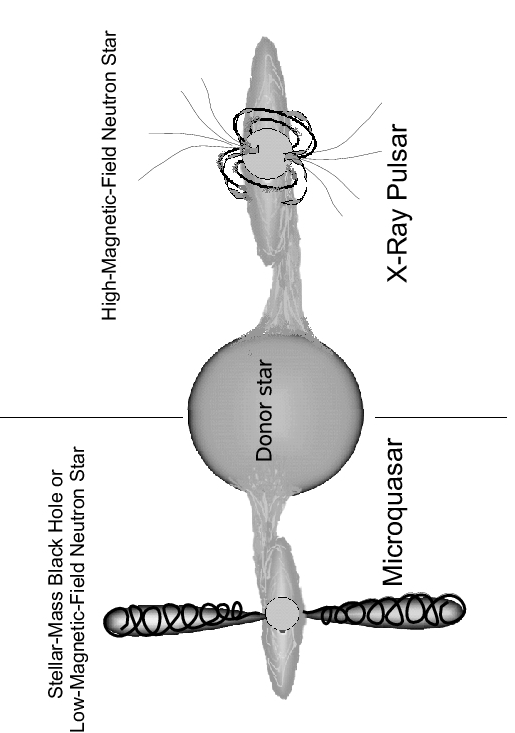 Stellar-Mass Black Hole or
Low-Magnetic-Field Neutron Star
High-Magnetic-Field Neutron Star
Donor star
Microquasar
X-Ray Pulsar